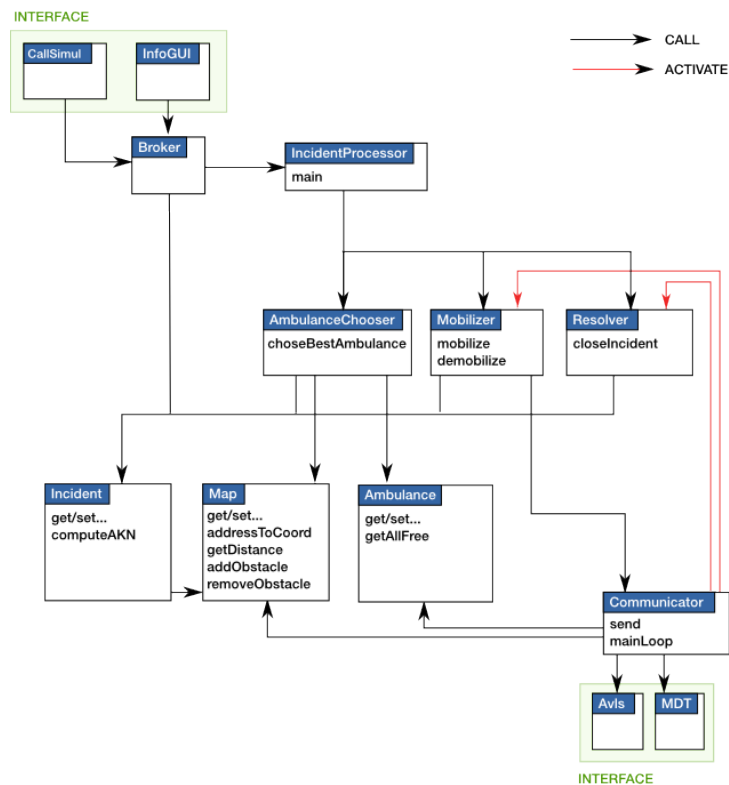 INTERFACE
CallSimul
InfoGUI
CALL
ACTIVATE
Broker
IncidentProcessor
main
AmbulanceChooser
choseBestAmbulance
Mobilizer
mobilize
demobilize
Resolver
closeIncident
Incident
get/set...
computeAKN
Map
get/set...
addressToCoord
getDistance
addObstacle
removeObstacle
Ambulance
get/set...
getAllFree
Communicator
send
mainLoop
Avls
MDT
INTERFACE